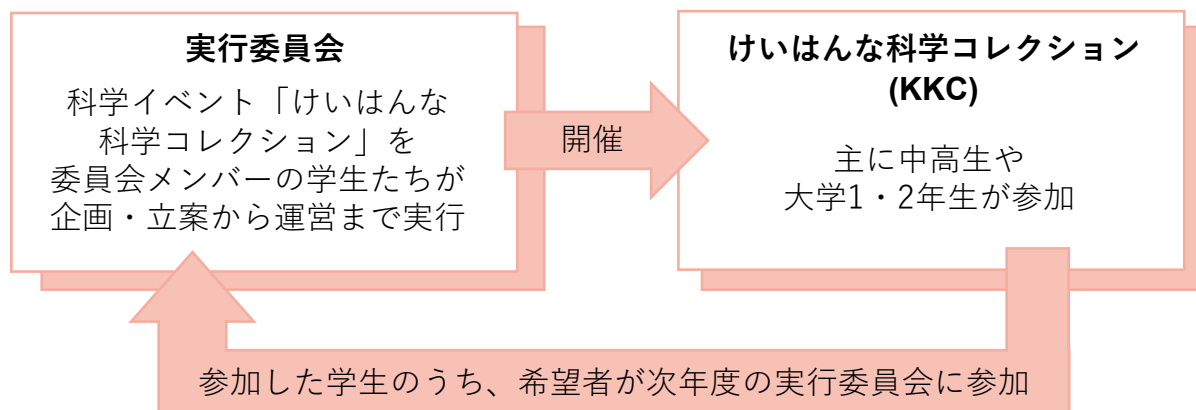 実行委員会
科学イベント「けいはんな
科学コレクション」を
委員会メンバーの学生たちが
企画・立案から運営まで実行
開催
けいはんな科学コレクション
(KKC)
主に中高生や
大学1・2年生が参加
参加した学生のうち、希望者が次年度の実行委員会に参加